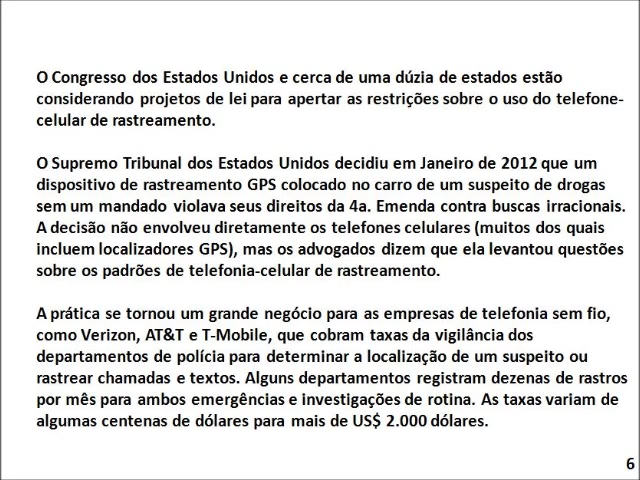 O Congresso dos Estados Unidos e cerca de uma dúzia de estados estão
considerando projetos de lei para apertar as restrições sobre o uso do telefone-
celular de rastreamento.
O Supremo Tribunal dos Estados Unidos decidiu em Janeiro de 2012 que um
dispositivo de rastreamento GPS colocado no carro de um suspeito de drogas
sem um mandado violava seus direitos da 4a. Emenda contra buscas irracionais.
A decisão não envolveu diretamente os telefones celulares (muitos dos quais
incluem localizadores GPS), mas os advogados dizem que ela levantou questões
sobre os padrões de telefonia-celular de rastreamento.
A prática se tornou um grande negócio para as empresas de telefonia sem fio,
como Verizon, AT&T e T-Mobile, que cobram taxas da vigilância dos
departamentos de polícia para determinar a localização de um suspeito ou
rastrear chamadas e textos. Alguns departamentos registram dezenas de rastros
por mês para ambos emergências e investigações de rotina. As taxas variam de
algumas centenas de dólares para mais de US$ 2.000 dólares.
6